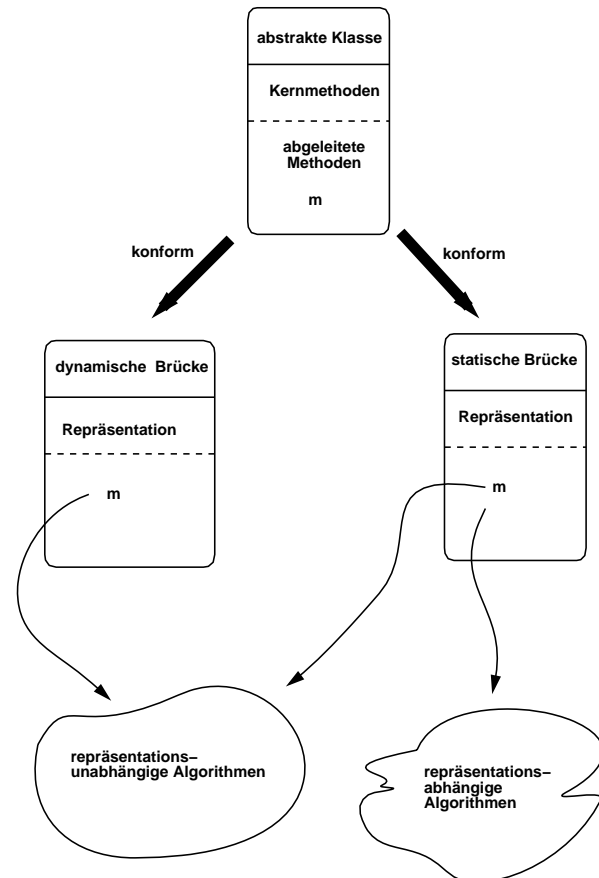 abstrakte Klasse
Kernmethoden
abgeleitete
Methoden
m
konform
konform
dynamische Brücke
Repräsentation
m
statische Brücke
Repräsentation
m
repräsentations–
unabhängige Algorithmen
repräsentations–
abhängige
Algorithmen